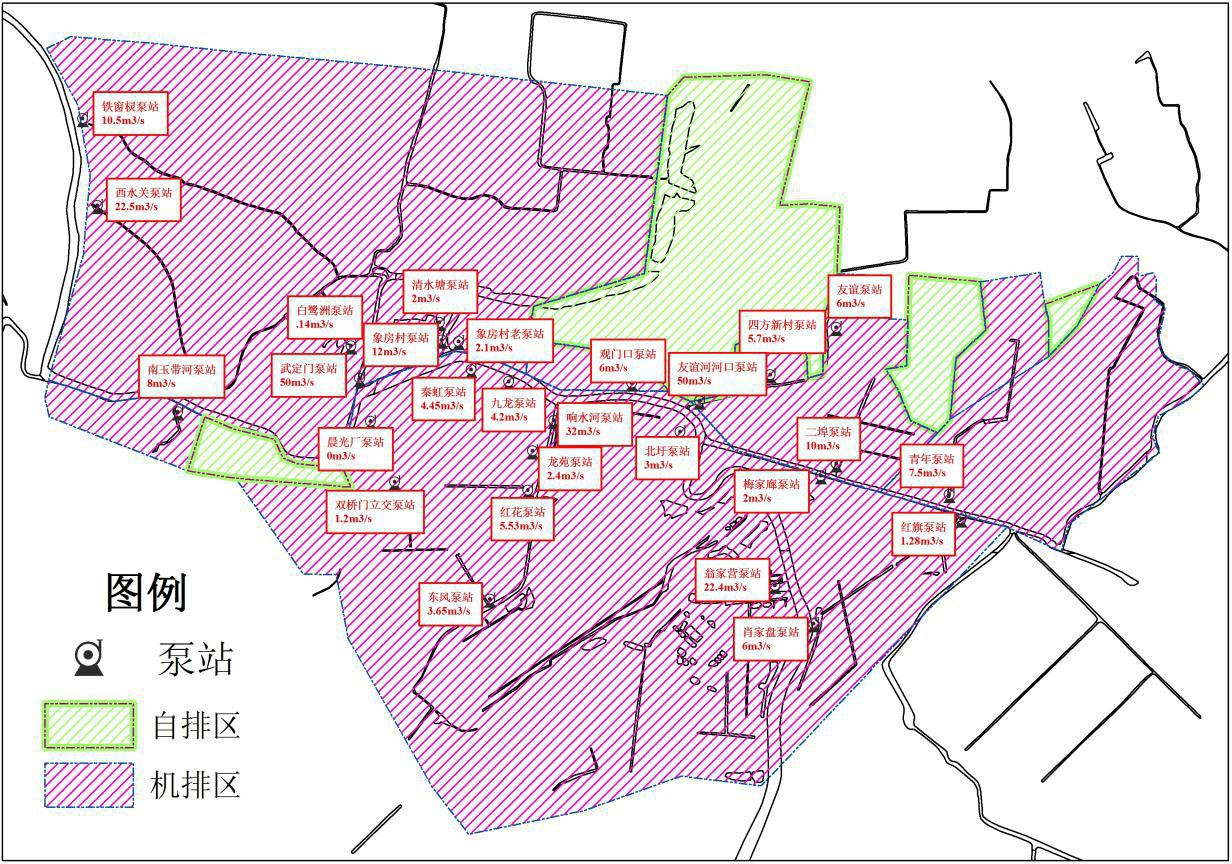 铁窗棂泵站
10.5m3/s
西水关泵站
22.5m3/s
清水塘泵站
2m3/s
友谊泵站
6m3/s
白鹭洲泵站
.14m3/s
象房村泵站
12m3/s
象房村老泵站
2.1m3/s
四方新村泵站
5.7m3/s
观门口泵站
6m3/s
友谊河河口泵站
50m3/s
南玉带河泵站
8m3/s
武定门泵站
50m3/s
秦虹泵站
4.45m3/s
九龙泵站
4.2m3/s
响水河泵站
32m3/s
晨光厂泵站
0m3/s
北圩泵站
3m3/s
二埠泵站
10m3/s
龙苑泵站
2.4m3/s
青年泵站
7.5m3/s
梅家廊泵站
2m3/s
双桥门立交泵站
1.2m3/s
红花泵站
5.53m3/s
红旗泵站
1.28m3/s
东风泵站
3.65m3/s
翁家营泵站
22.4m3/s
肖家盘泵站
6m3/s
图例
泵站
自排区
机排区